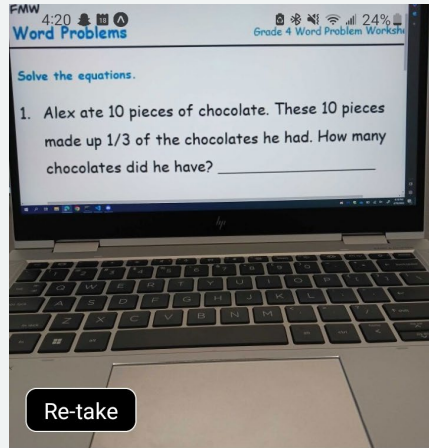 FMW
4:20
24%
Word Problems
Grade 4 Word Problem
Solve the equations.
1. Alex ate 10 pieces of chocolate. These 10 pieces
made up 1/3 of the chocolates he had. How many
chocolates did he have?
hp
Q W E R T Y U I O P
A S D F G H J K L
Z X C V B N M
Re-take